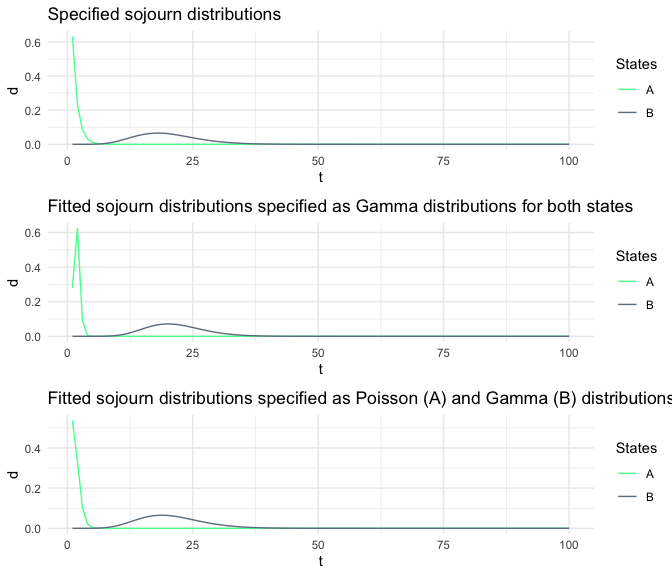 Specified sojourn distributions
0.6
0.4
0.2
0.0
d
0 25 50 75 100
t
States
A
B
Fitted sojourn distributions specified as Gamma distributions for both states
0.6
0.4
0.2
0.0
d
0 25 50 75 100
t
States
A
B
Fitted sojourn distributions specified as Poisson (A) and Gamma (B) distributions
0.4
0.2
0.0
d
0 25 50 75 100
t
States
A
B